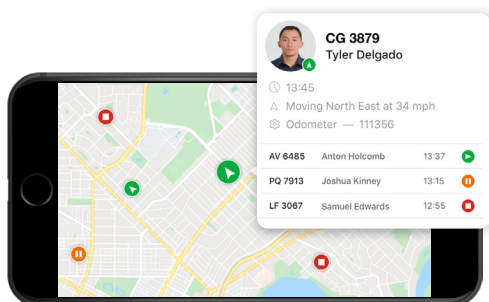 CG 3879
Tyler Delgado
13:45
Moving North East at 34 mph
Odometer — 111356
AV 6485 Anton Holcomb 13:37
PQ 7913 Joshua Kinney 13:15
LF 3067 Samuel Edwards 12:55